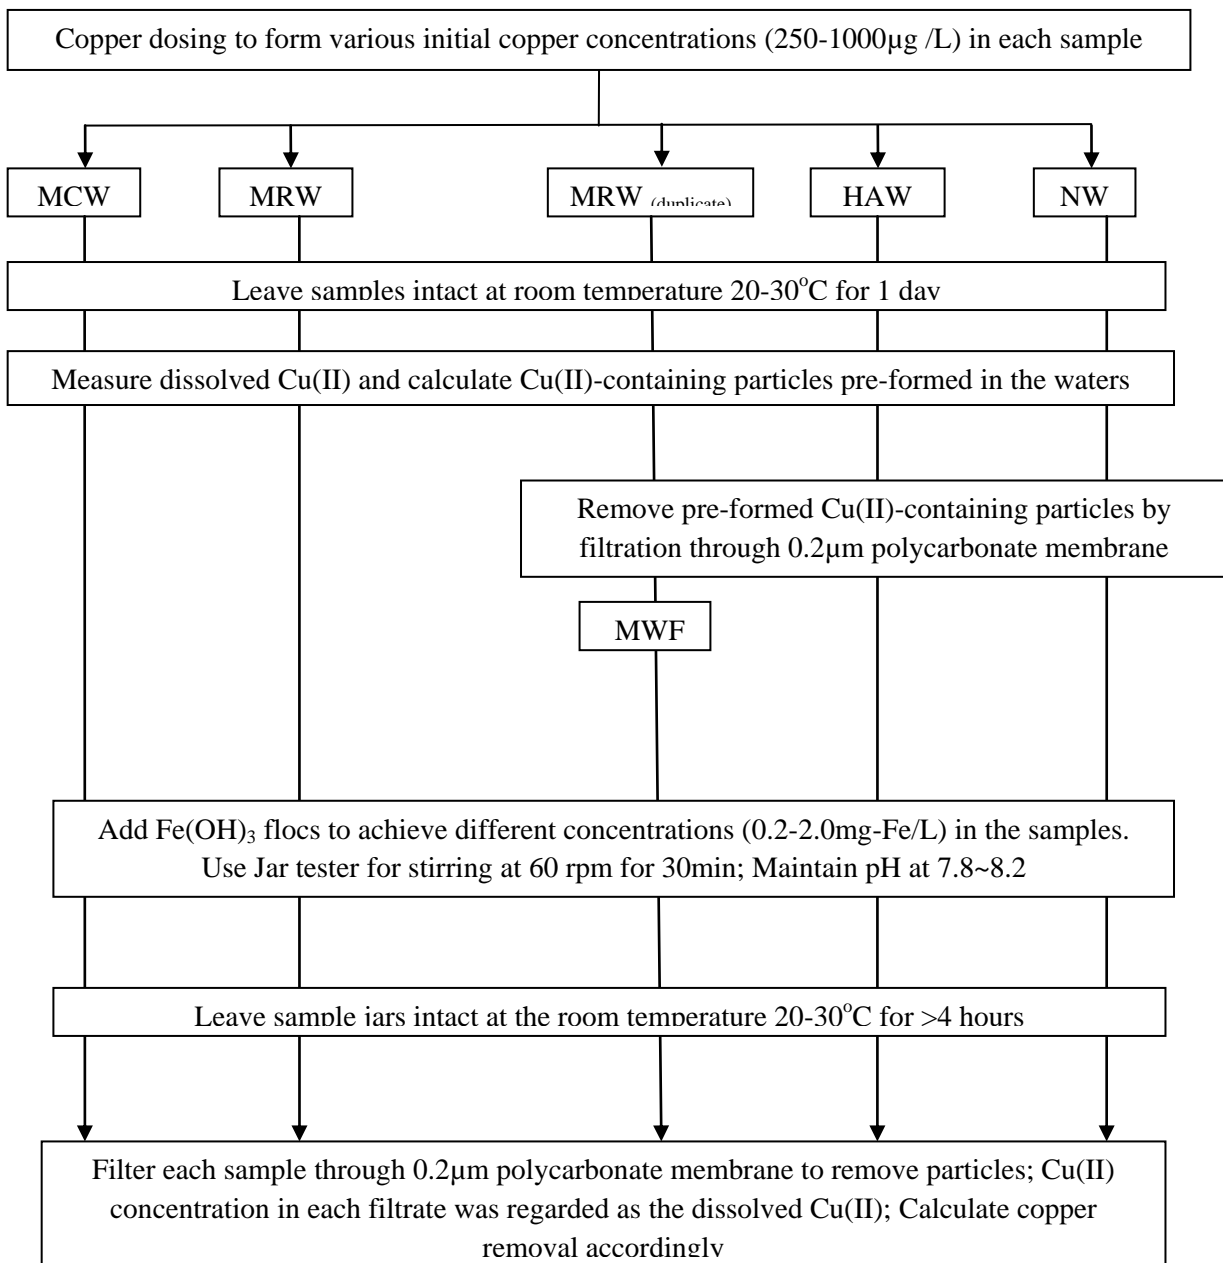 Copper dosing to form various initial copper concentrations (250-1000µg /L) in each sample
MCW
MRW
MRW (duplicate)
HAW
NW
Leave samples intact at room temperature 20-30°C for 1 day
Measure dissolved Cu(II) and calculate Cu(II)-containing particles pre-formed in the waters
Remove pre-formed Cu(II)-containing particles by
filtration through 0.2µm polycarbonate membrane
MWF
Add Fe(OH)₃ flocs to achieve different concentrations (0.2-2.0mg-Fe/L) in the samples.
Use Jar tester for stirring at 60 rpm for 30min; Maintain pH at 7.8~8.2
Leave sample jars intact at the room temperature 20-30°C for >4 hours
Filter each sample through 0.2µm polycarbonate membrane to remove particles; Cu(II)
concentration in each filtrate was regarded as the dissolved Cu(II); Calculate copper
removal accordingly